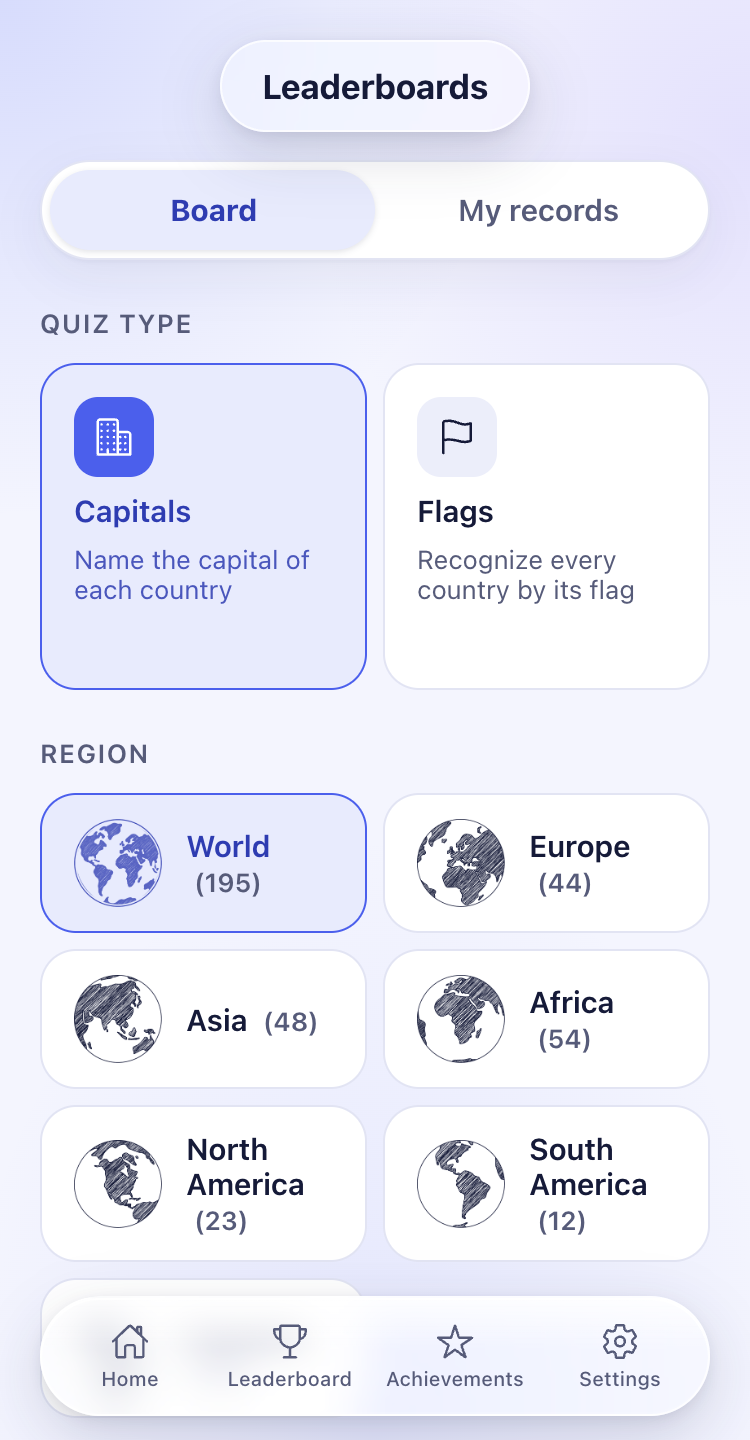 Leaderboards
Board
My records
QUIZ TYPE
Capitals
Name the capital of
each country
Flags
Recognize every
country by its flag
REGION
World
(195)
Europe
(44)
Asia (48)
Africa
(54)
North
America
(23)
South
America
(12)
Home
Leaderboard
Achievements
Settings